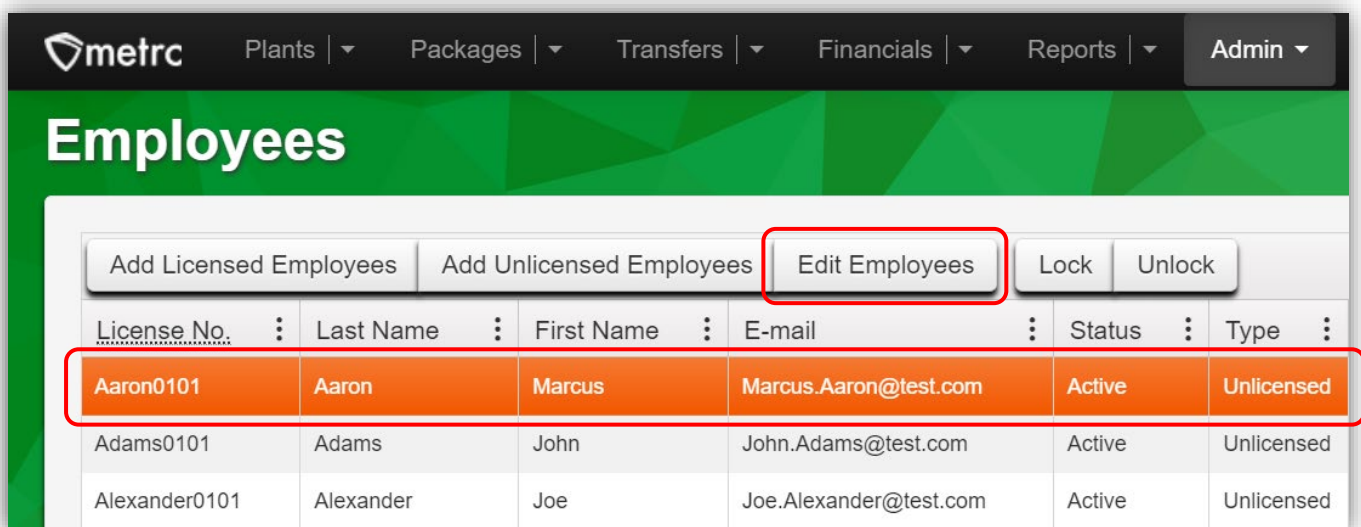 metrc Plants Packages Transfers Financials Reports Admin
Employees
Add Licensed Employees Add Unlicensed Employees Edit Employees Lock Unlock
License No. Last Name First Name E-mail Status Type
Aaron0101 Aaron Marcus Marcus.Aaron@test.com Active Unlicensed
Adams0101 Adams John John.Adams@test.com Active Unlicensed
Alexander0101 Alexander Joe Joe.Alexander@test.com Active Unlicensed